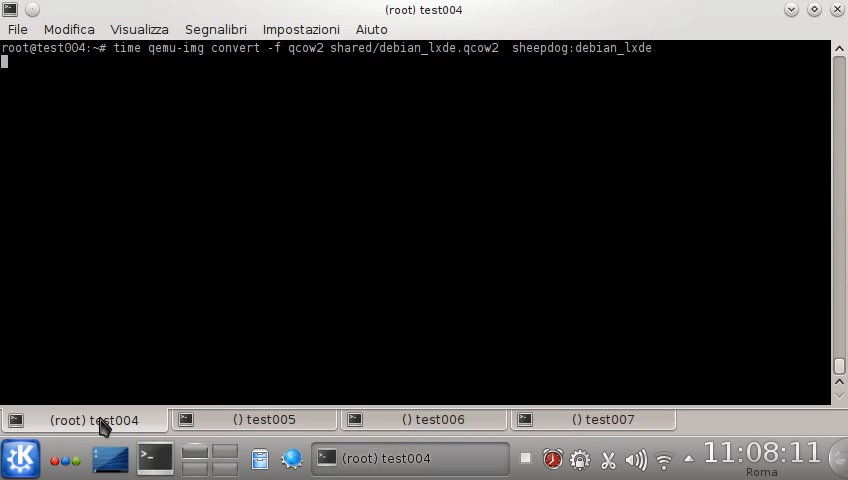 (root) test004
File Modifica Visualizza Segnalibri Impostazioni Aiuto
root@test004:~# time qemu-img convert -f qcow2 shared/debian_lxde.qcow2  sheepdog:debian_lxde
(root) test004 () test005 () test006 () test007
(root) test004 11:08:11
Roma